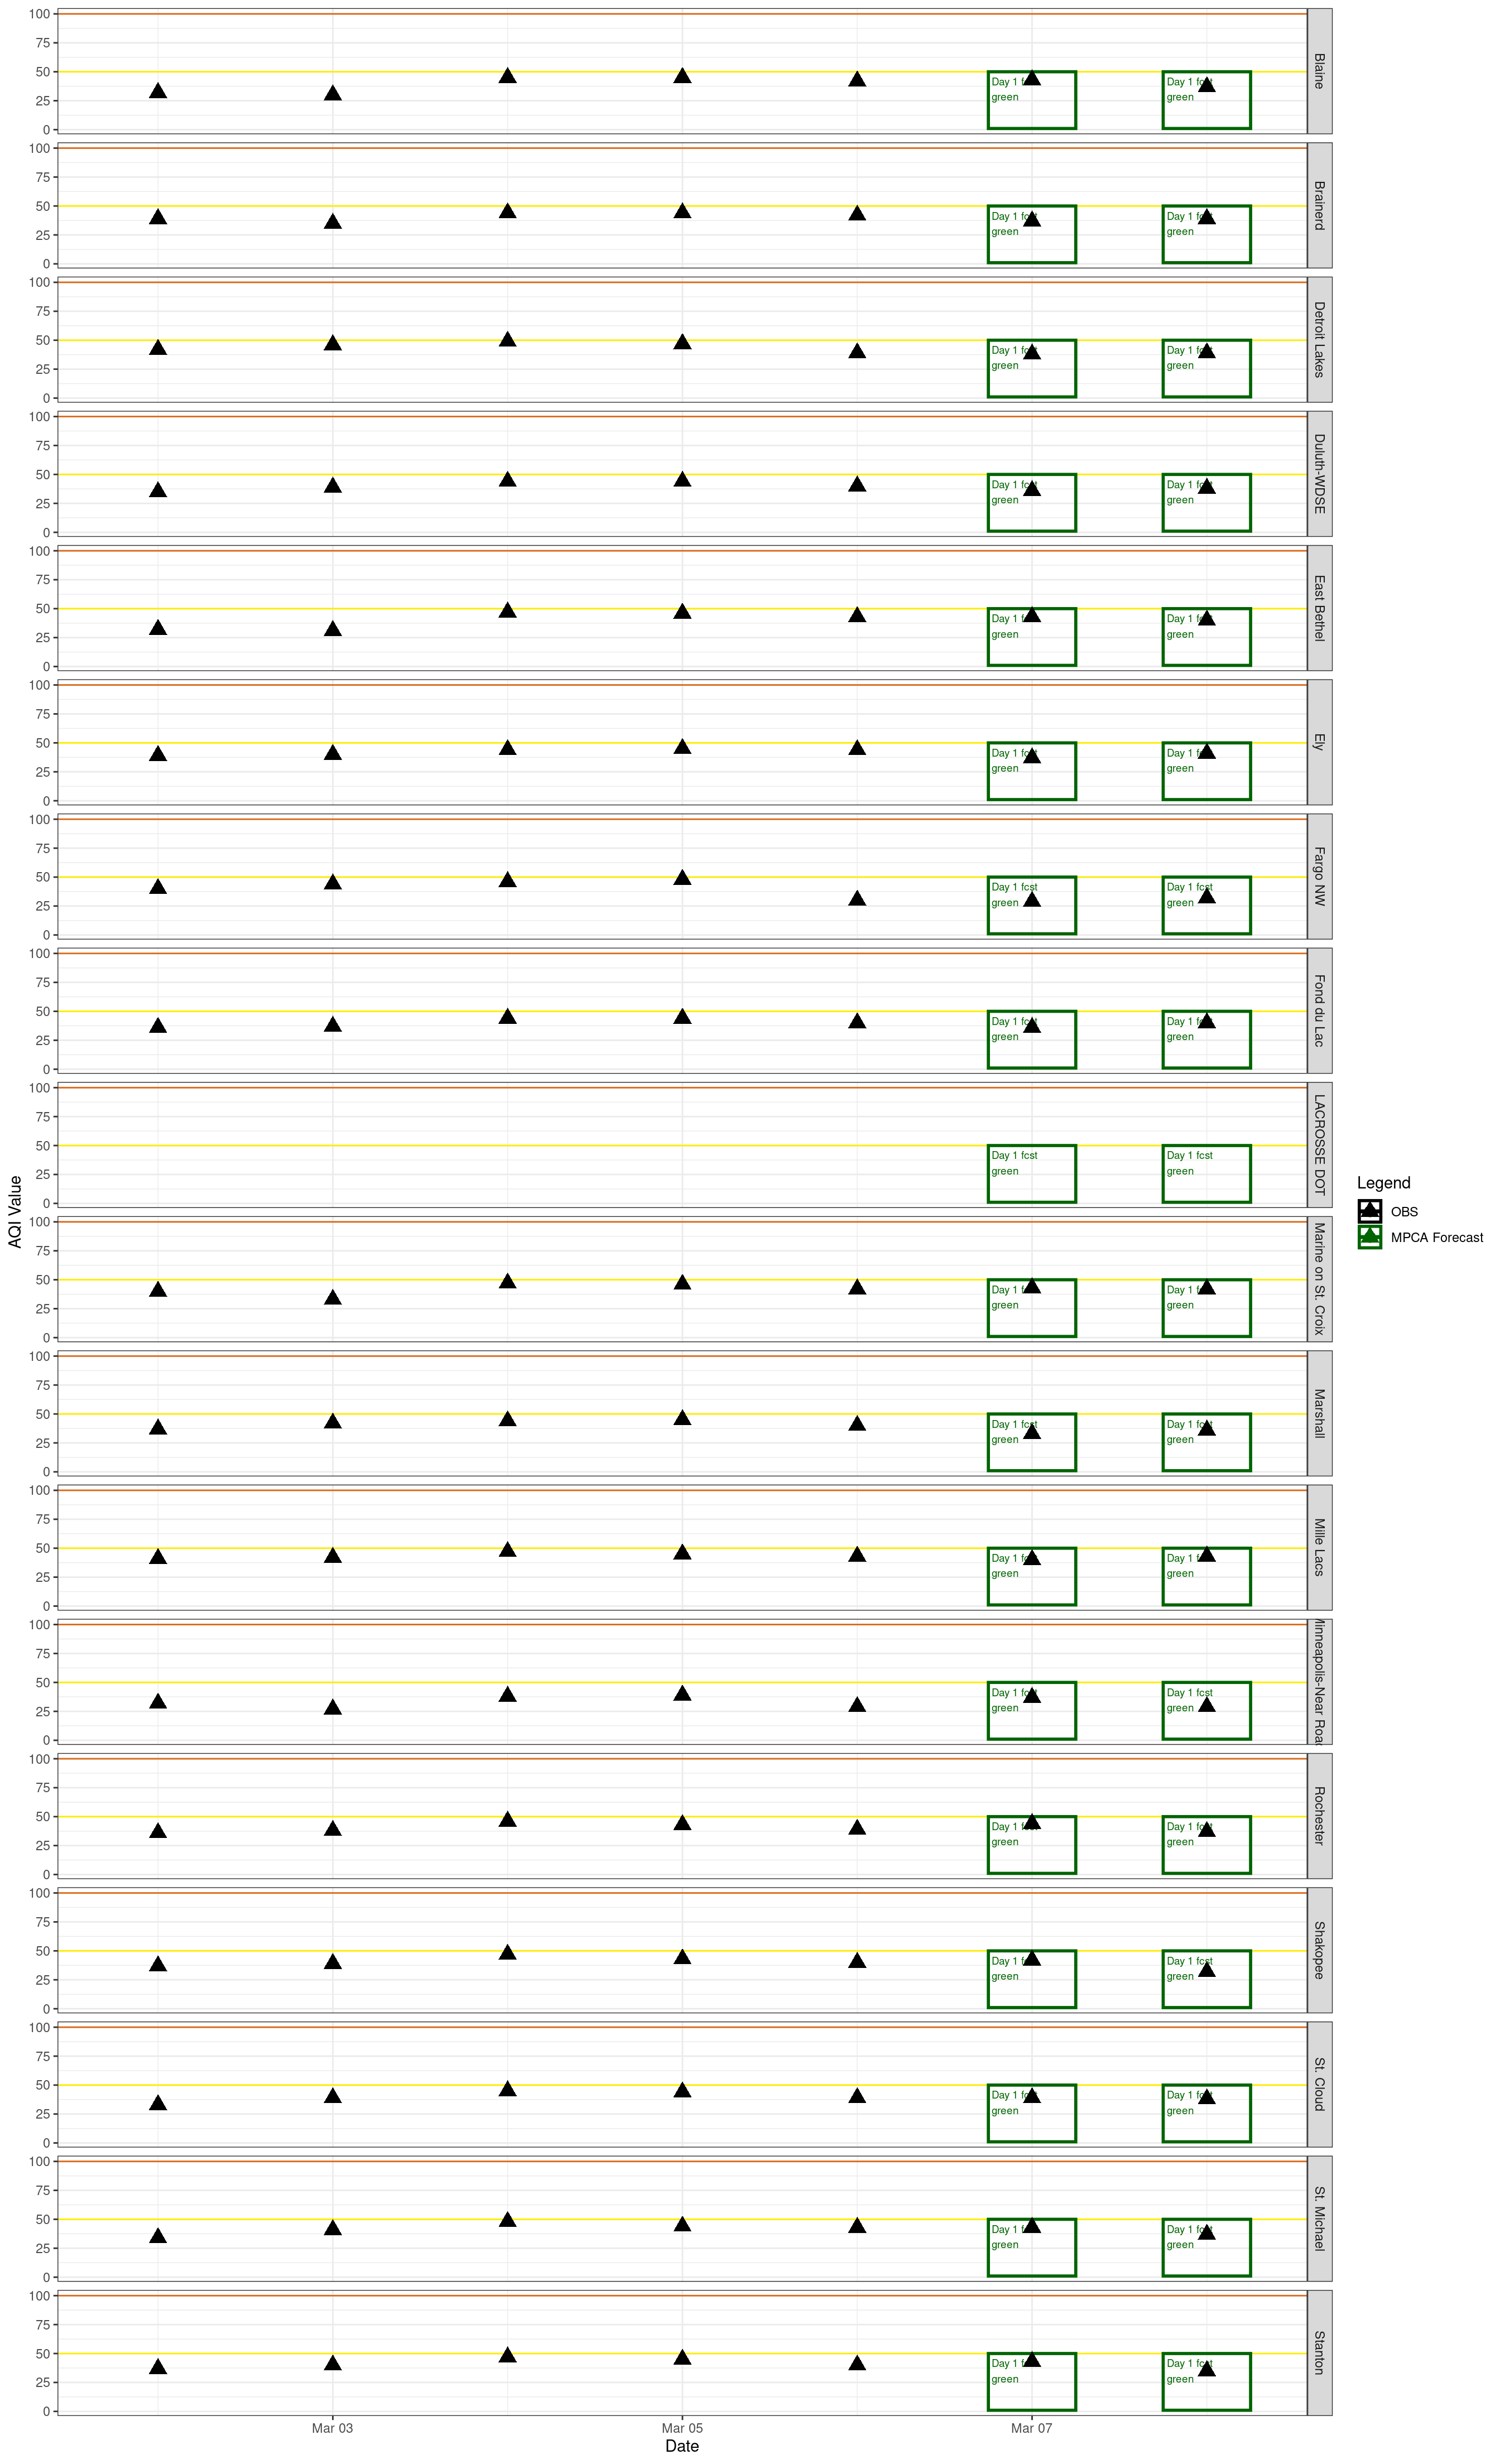 AQI Value
100
75
50
25
0
Day 1 fcst
green
Day 1 fcst
green
Blaine
100
75
50
25
0
Day 1 fcst
green
Day 1 fcst
green
Brainerd
100
75
50
25
0
Day 1 fcst
green
Day 1 fcst
green
Detroit Lakes
100
75
50
25
0
Day 1 fcst
green
Day 1 fcst
green
Duluth-WDSE
100
75
50
25
0
Day 1 fcst
green
Day 1 fcst
green
East Bethel
100
75
50
25
0
Day 1 fcst
green
Day 1 fcst
green
Ely
100
75
50
25
0
Day 1 fcst
green
Day 1 fcst
green
Fargo NW
100
75
50
25
0
Day 1 fcst
green
Day 1 fcst
green
Fond du Lac
100
75
50
25
0
Day 1 fcst
green
Day 1 fcst
green
LACROSSE DOT
100
75
50
25
0
Day 1 fcst
green
Day 1 fcst
green
Marine on St. Croix
100
75
50
25
0
Day 1 fcst
green
Day 1 fcst
green
Marshall
100
75
50
25
0
Day 1 fcst
green
Day 1 fcst
green
Mille Lacs
100
75
50
25
0
Day 1 fcst
green
Day 1 fcst
green
Minneapolis-Near Road
100
75
50
25
0
Day 1 fcst
green
Day 1 fcst
green
Rochester
100
75
50
25
0
Day 1 fcst
green
Day 1 fcst
green
Shakopee
100
75
50
25
0
Day 1 fcst
green
Day 1 fcst
green
St. Cloud
100
75
50
25
0
Day 1 fcst
green
Day 1 fcst
green
St. Michael
100
75
50
25
0
Day 1 fcst
green
Day 1 fcst
green
Stanton
Mar 03
Mar 05
Mar 07
Date
Legend
OBS
MPCA Forecast